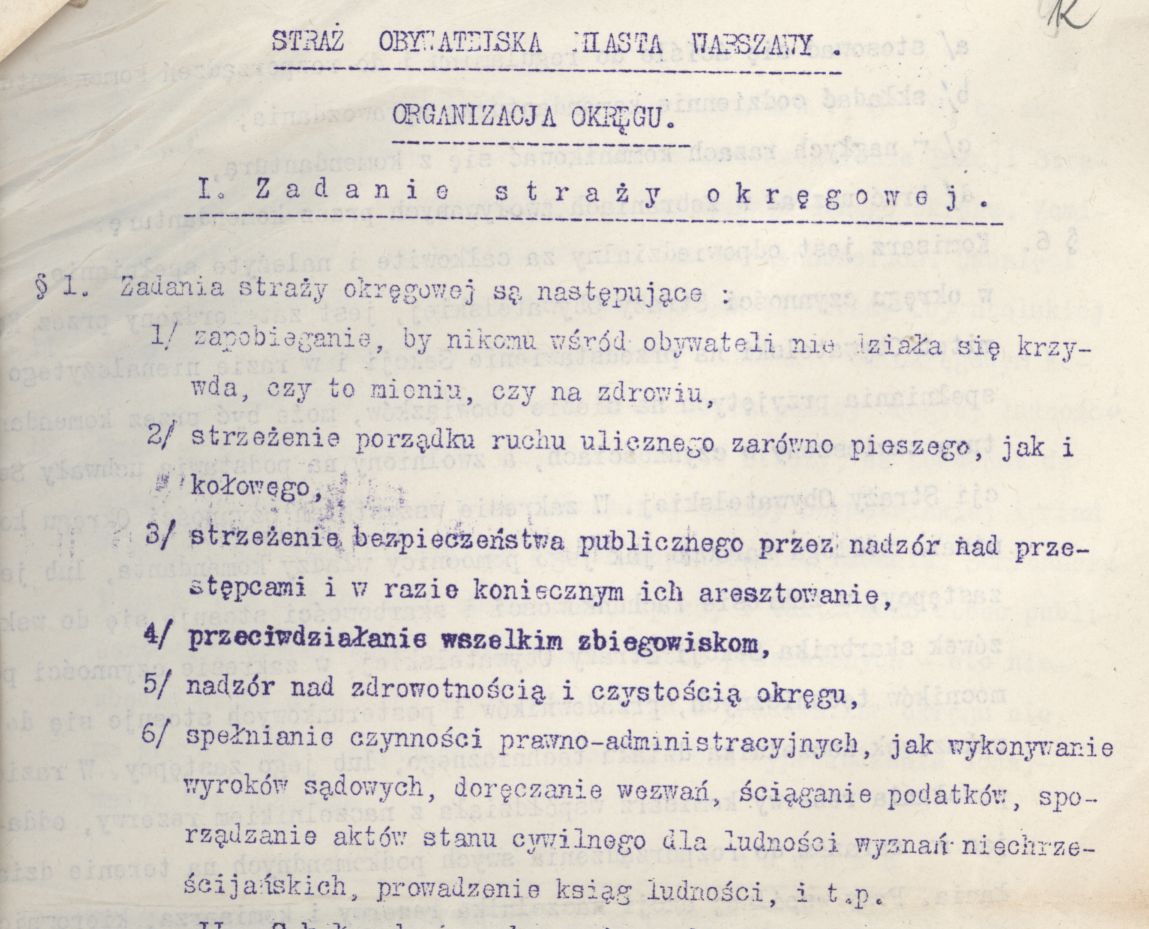 STRAŻ OBYWATELSKA MIASTA WARSZAWY
ORGANIZACJA OKRĘGU.
I. Zadanie straży okręgowej.
§ 1. Zadania straży okręgowej są następujące :
1/ zapobieganie, by nikomu wśród obywateli nie działa się krzy-
wda, czy to mieniu, czy na zdrowiu,
2/ strzeżenie porządku ruchu ulicznego zarówno pieszego, jak i
kołowego,
3/ strzeżenie bezpieczeństwa publicznego przez nadzór nad prze-
stępcami i w razie koniecznym ich aresztowanie,
4/ przeciwdziałanie wszelkim zbiegowiskom,
5/ nadzór nad zdrowotnością i czystością okręgu,
6/ spełnianie czynności prawno-administracyjnych, jak wykonywanie
wyroków sądowych, doręczanie wezwań, ściąganie podatków, spo-
rządzanie aktów stanu cywilnego dla ludności wyznań niechrze-
ścijańskich, prowadzenie ksiąg ludności, i t.p.